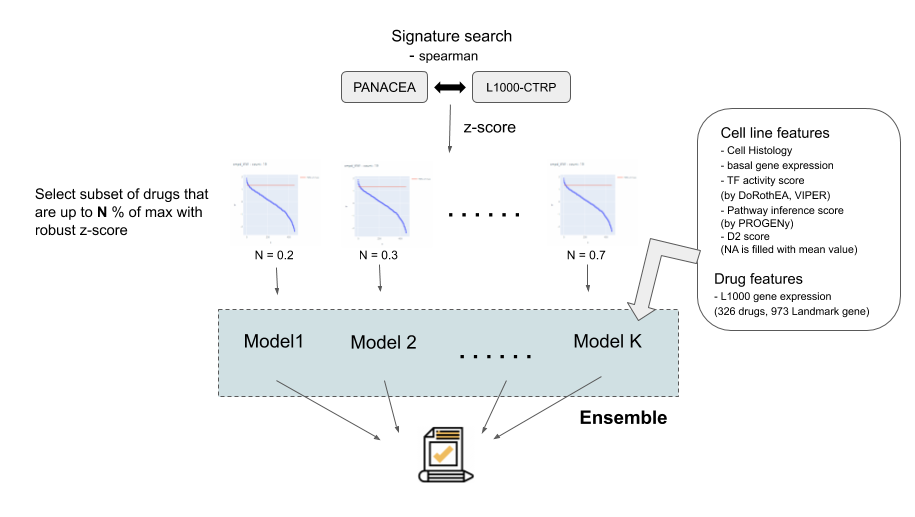 Signature search
- spearman
PANACEA
L1000-CTRP
z-score
Select subset of drugs that
are up to N % of max with
robust z-score
N = 0.2
N = 0.3
N = 0.7
Cell line features
- Cell Histology
- basal gene expression
- TF activity score
(by DoRothEA, VIPER)
- Pathway inference score
(by PROGENy)
- D2 score
(NA is filled with mean value)
Drug features
- L1000 gene expression
(326 drugs, 973 Landmark gene)
Model1
Model 2
. . . . . .
Model K
Ensemble